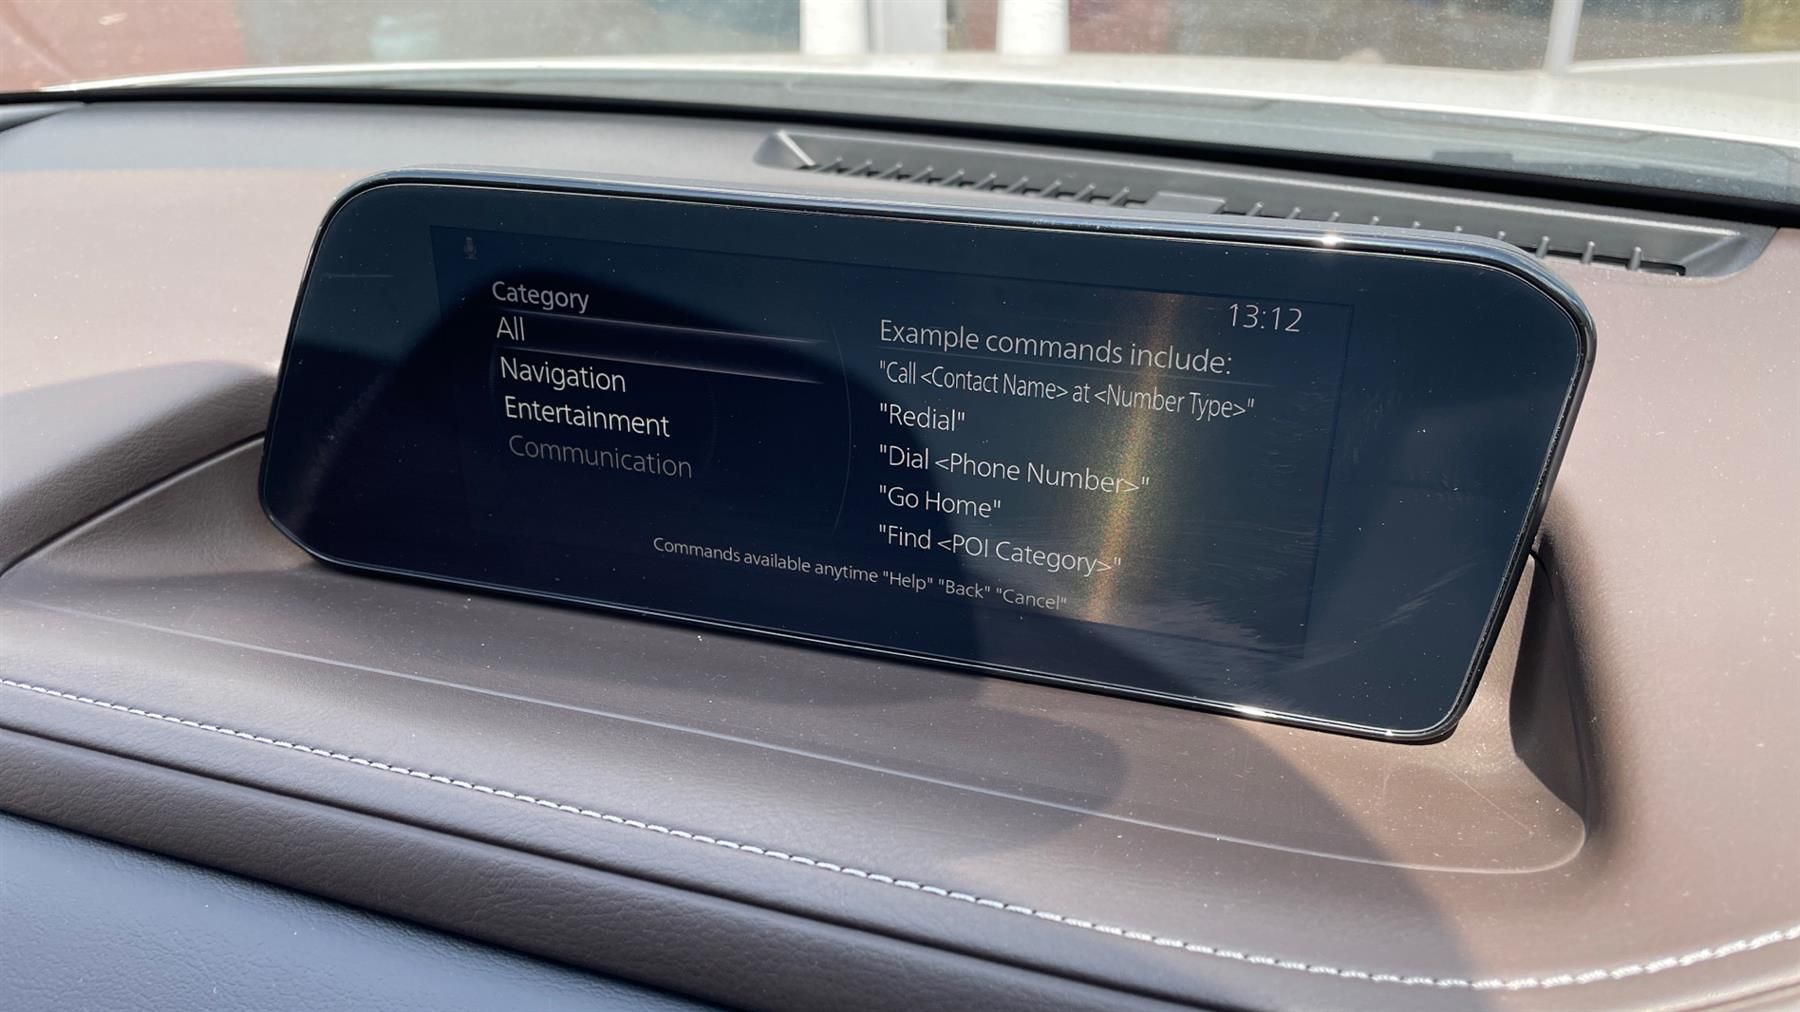 Category
All
Navigation
Entertainment
Communication
13:12
Example commands include:
"Call <Contact Name> at <Number Type>"
"Redial"
"Dial <Phone Number>"
"Go Home"
"Find <POI Category>"
Commands available anytime "Help" "Back" "Cancel"